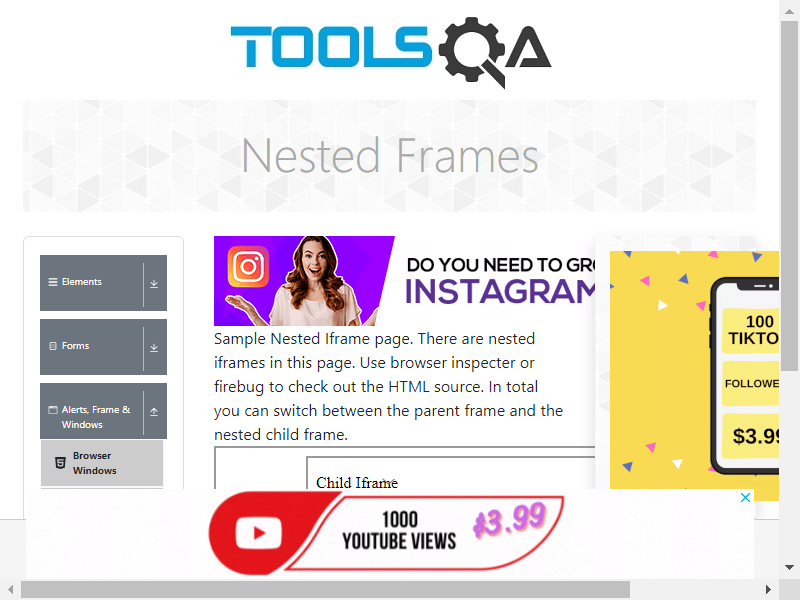 TOOLSQA
Nested Frames
Elements
Forms
Alerts, Frame &
Windows
Browser
Windows
DO YOU NEED TO GR
INSTAGRAM
Sample Nested Iframe page. There are nested
iframes in this page. Use browser inspecter or
firebug to check out the HTML source. In total
you can switch between the parent frame and the
nested child frame.
Child Iframe
100
TIKTO
FOLLOWE
$3.99
1000
YOUTUBE VIEWS
$3.99